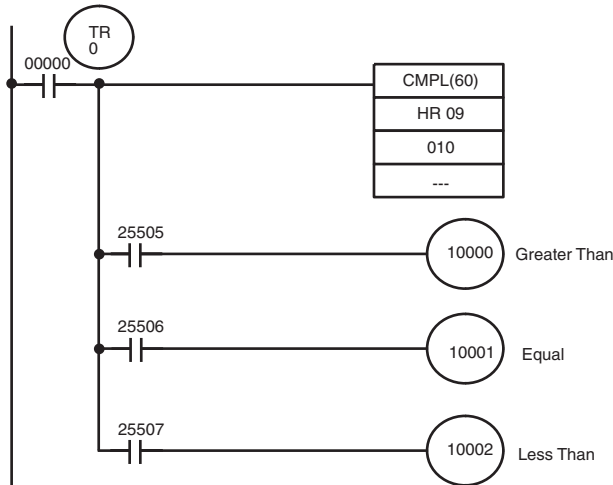 TR
0
00000
CMPL(60)
HR 09
010
---
25505
10000 Greater Than
25506
10001 Equal
25507
10002 Less Than